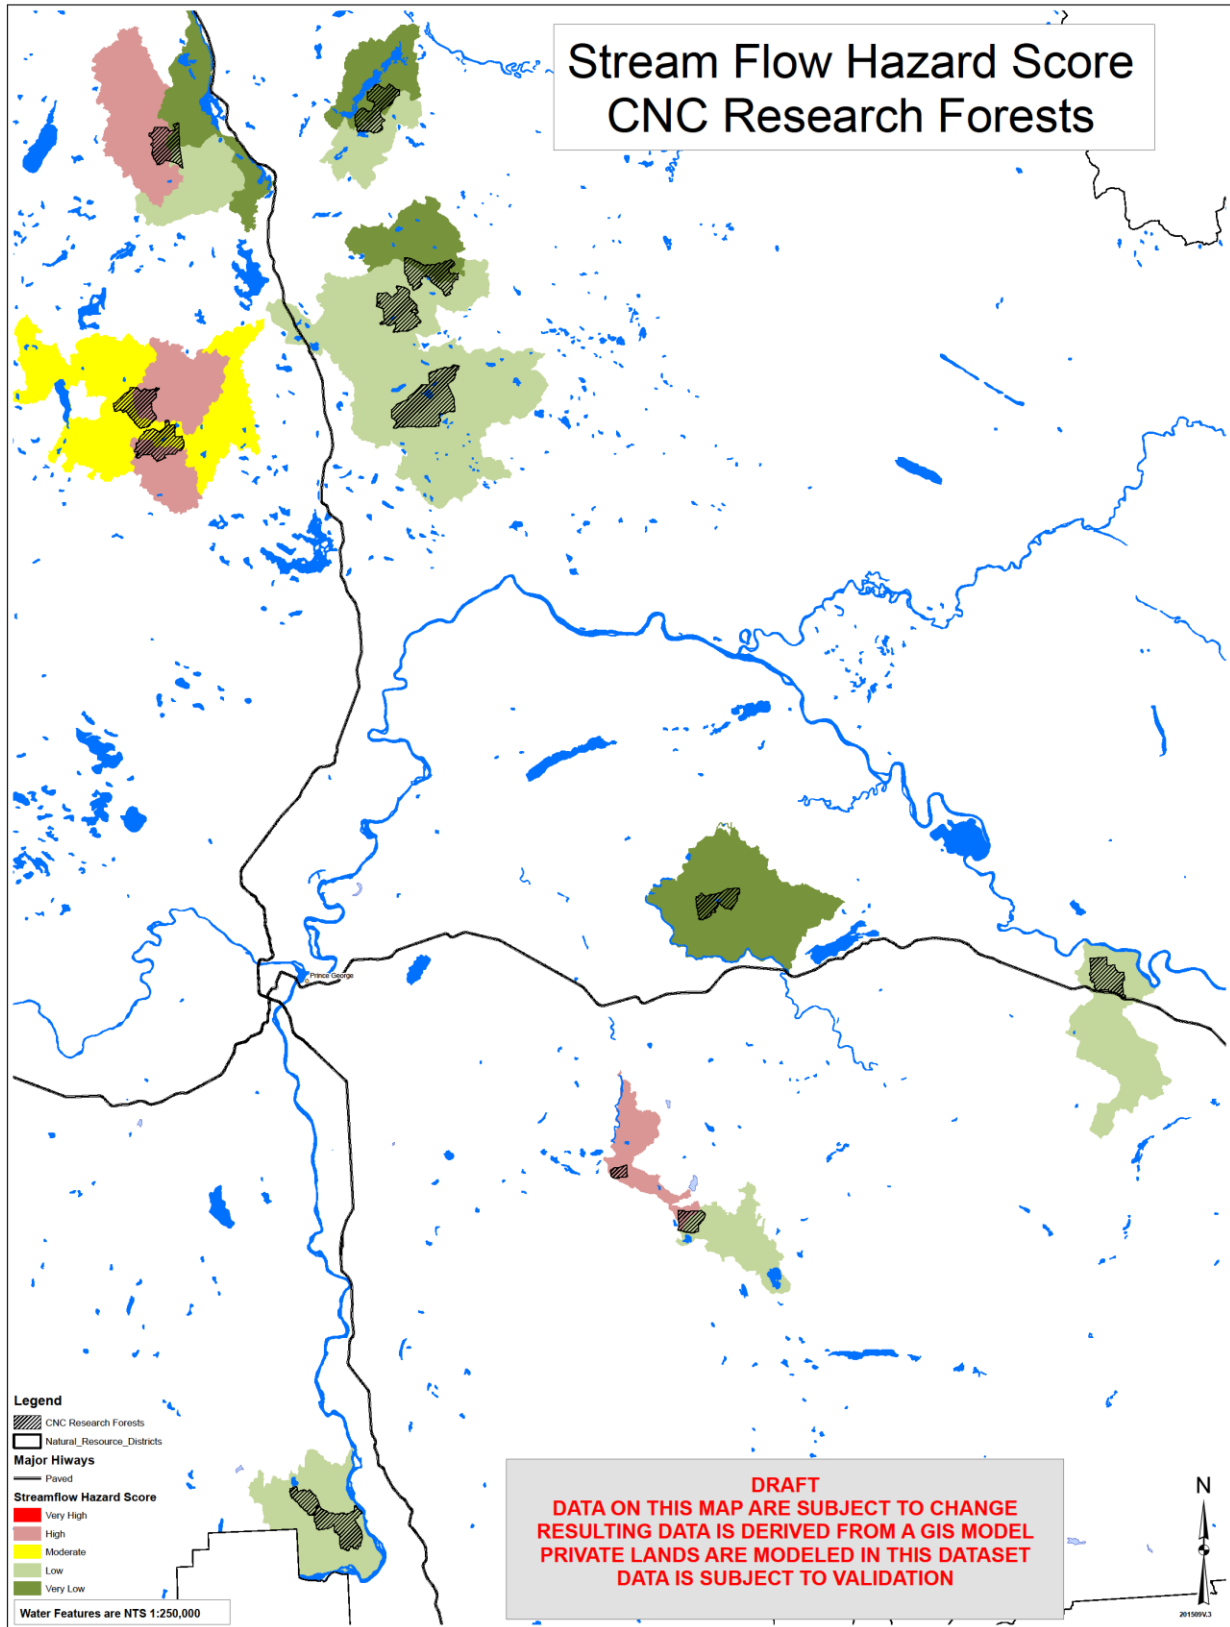 Stream Flow Hazard Score
CNC Research Forests
Prince George
Legend
CNC Research Forests
Natural_Resource_Districts
Major Hiways
Paved
Streamflow Hazard Score
Very High
High
Moderate
Low
Very Low
Water Features are NTS 1:250,000
DRAFT
DATA ON THIS MAP ARE SUBJECT TO CHANGE
RESULTING DATA IS DERIVED FROM A GIS MODEL
PRIVATE LANDS ARE MODELED IN THIS DATASET
DATA IS SUBJECT TO VALIDATION
N
201509V.3